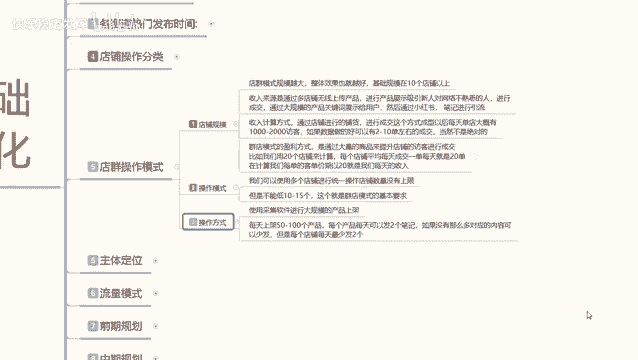 热门发布时间:
4 店铺操作分类
础
化
5 店群操作模式
1 店铺规模
店群模式规模越大，整体效果也就越好，基础规模在10个店铺以上
收入来源是通过多店铺无线上传产品，进行产品展示吸引新人对网络不熟悉的人，进行
成交，通过大规模的产品关键词展示给用户，然后通过小红书，笔记进行引流
收入计算方式，通过店铺进行的铺货，进行成交这个方式成型以后每天单店大概有
1000-2000访客，如果数据做的好可以有2-10单左右的成交，当然不是绝对的
群店模式的盈利方式，是通过大量的商品来提升店铺的访客进行成交
比如我们用20个店铺来计算，每个店铺平均每天成交一单每天就是20单
在计算我们每单的客单价乘以20就是我们每天的收入
2 操作模式
我们可以使用多个店铺进行统一操作店铺数量没有上限
但是不能低10-15个，这个就是群店模式的基本要求
3 操作方式
使用采集软件进行大规模的产品上架
每天上架50-100个产品，每个产品每天可以发2个笔记，如果没有那么多对应的内容可
以少发，但是每个店铺每天最少发2个
5 主体定位
6 流量模式
7 前期规划
中期规划